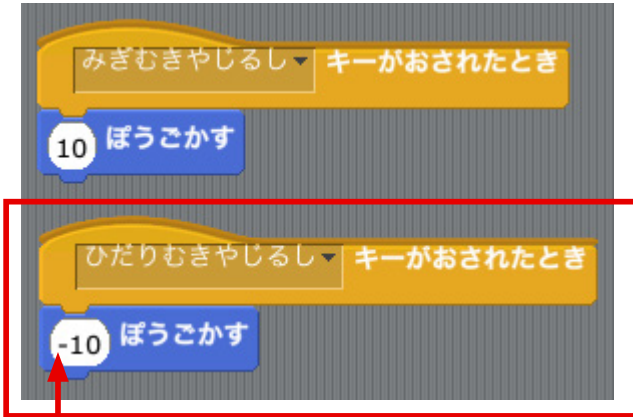 みぎむきやじるし キーがおされたとき
10 ぽうごかす
ひだりむきやじるし キーがおされたとき
-10 ぽうごかす